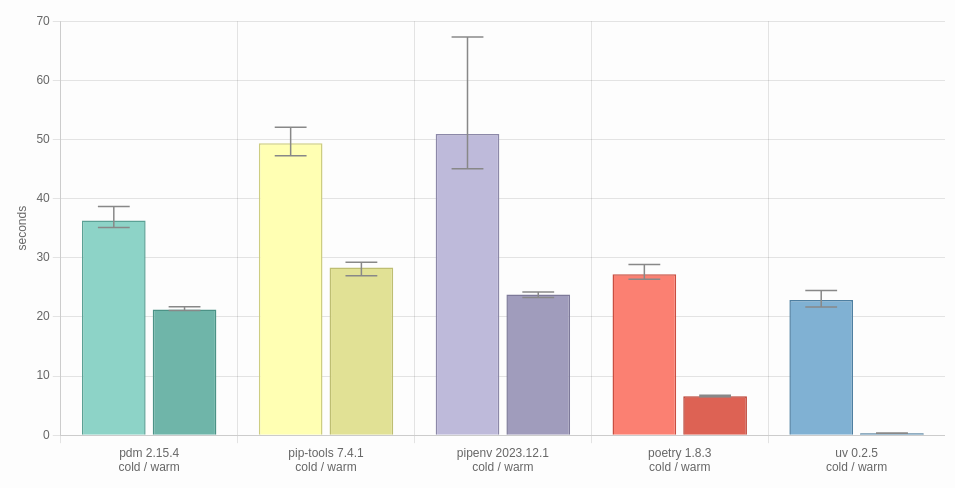 70
60
50
40
30
20
10
0
seconds
pdm 2.15.4
cold / warm
pip-tools 7.4.1
cold / warm
pipenv 2023.12.1
cold / warm
poetry 1.8.3
cold / warm
uv 0.2.5
cold / warm